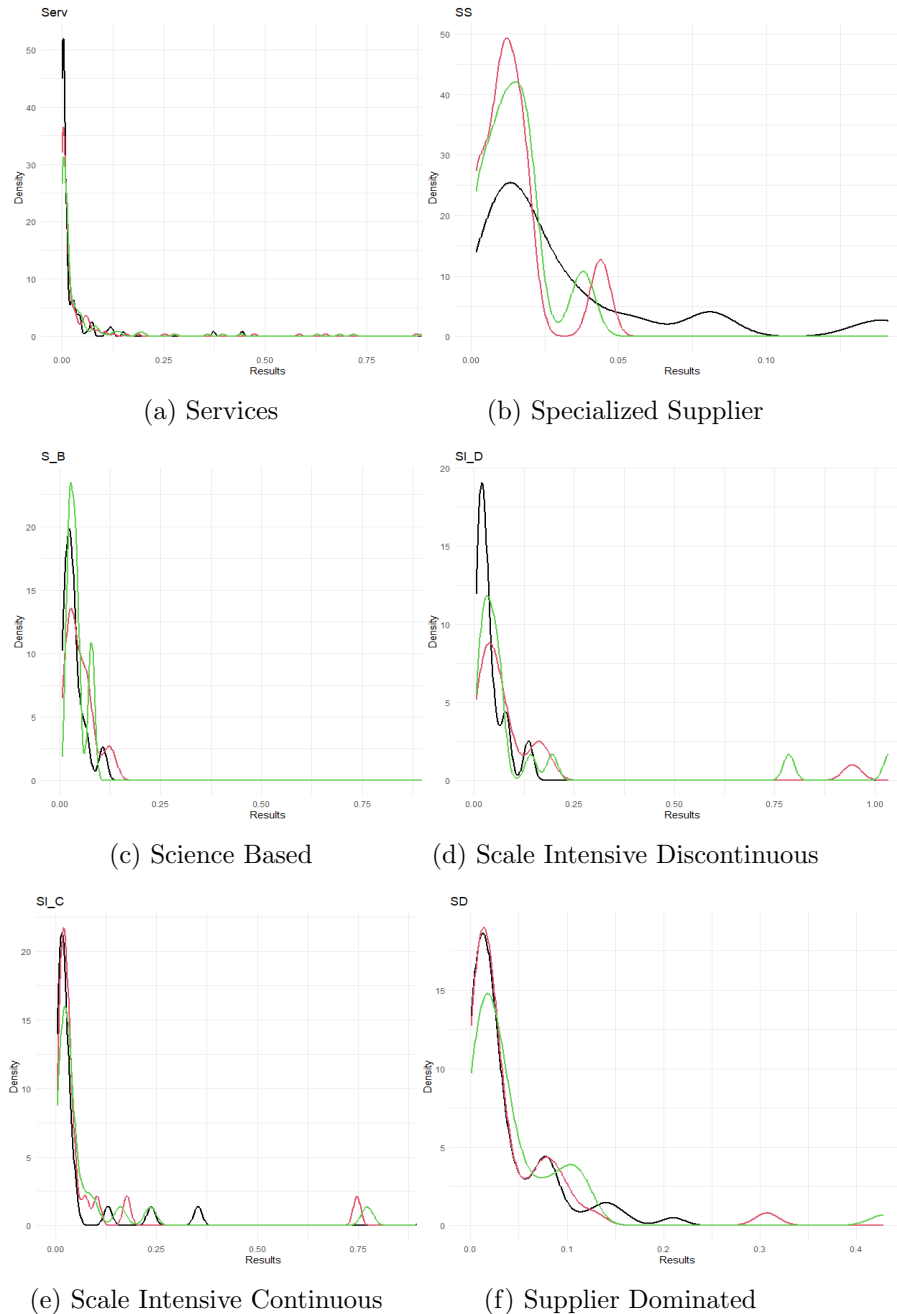 Serv
50
40
30
20
10
0
Density
0.00 0.25 0.50 0.75
Results
(a) Services
SS
50
40
30
20
10
0
Density
0.00 0.05 0.10
Results
(b) Specialized Supplier
S_B
20
15
10
5
0
Density
0.00 0.25 0.50 0.75
Results
(c) Science Based
SI_D
20
15
10
5
0
Density
0.00 0.25 0.50 0.75 1.00
Results
(d) Scale Intensive Discontinuous
SI_C
20
15
10
5
0
Density
0.00 0.25 0.50 0.75
Results
(e) Scale Intensive Continuous
SD
15
10
5
0
Density
0.0 0.1 0.2 0.3 0.4
Results
(f) Supplier Dominated